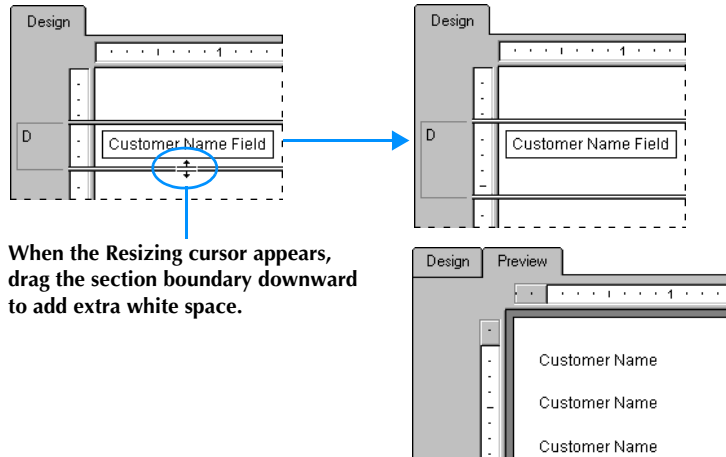 Design
1
D
Customer Name Field
When the Resizing cursor appears,
drag the section boundary downward
to add extra white space.
Design
1
D
Customer Name Field
Design Preview
1
Customer Name
Customer Name
Customer Name